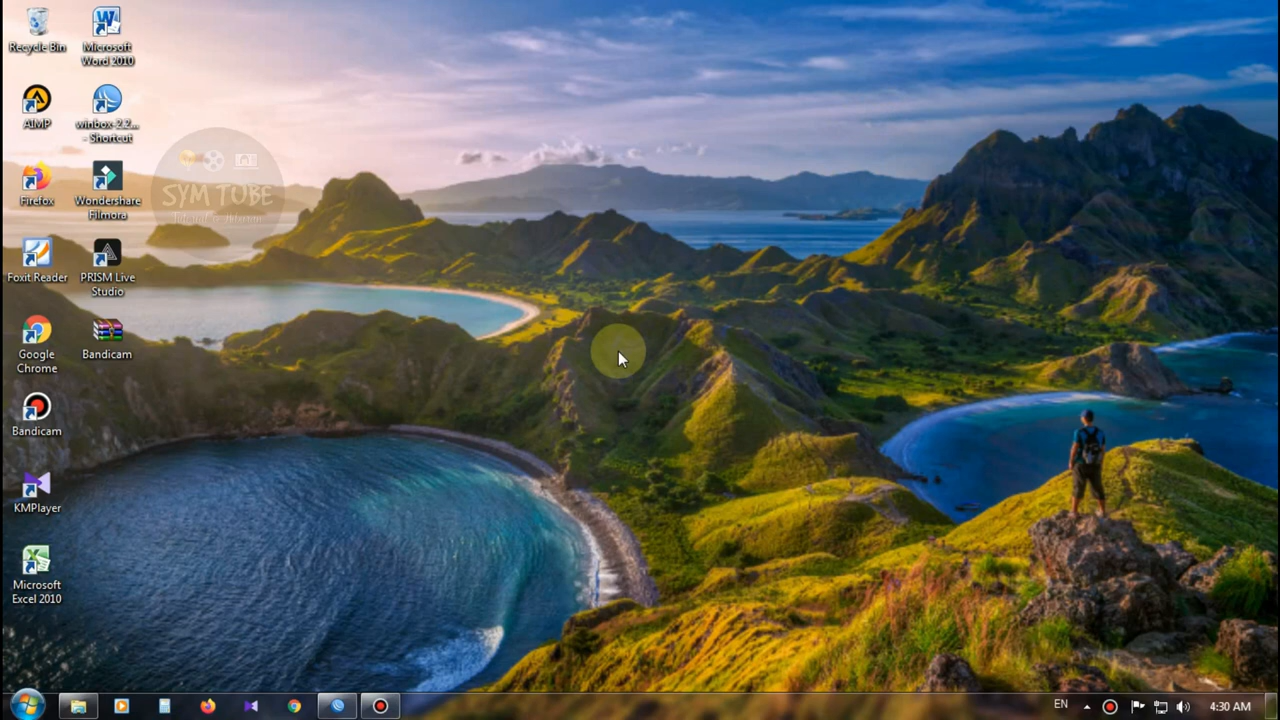 Recycle Bin
Microsoft
Word 2010
AIMP
winbox-2.2...
- Shortcut
Firefox
Wondershare
Filmora
SYM TUBE
Foxit Reader
PRISM Live
Studio
Google
Chrome
Bandicam
Bandicam
KMPlayer
Microsoft
Excel 2010
EN
4:30 AM